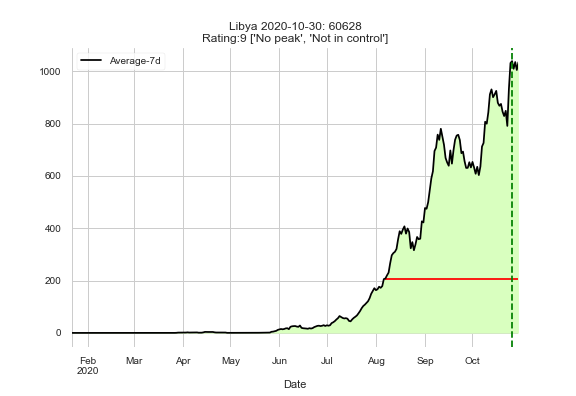 Libya 2020-10-30: 60628
Rating:9 ['No peak', 'Not in control']
Average-7d
1000
800
600
400
200
0
Feb Mar Apr May Jun Jul Aug Sep Oct
2020
Date